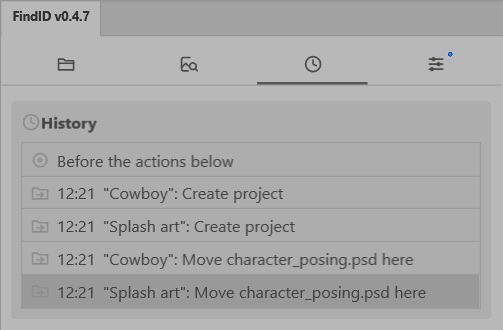 FindID v0.4.7
History
Before the actions below
12:21 "Cowboy": Create project
12:21 "Splash art": Create project
12:21 "Cowboy": Move character_posing.psd here
12:21 "Splash art": Move character_posing.psd here